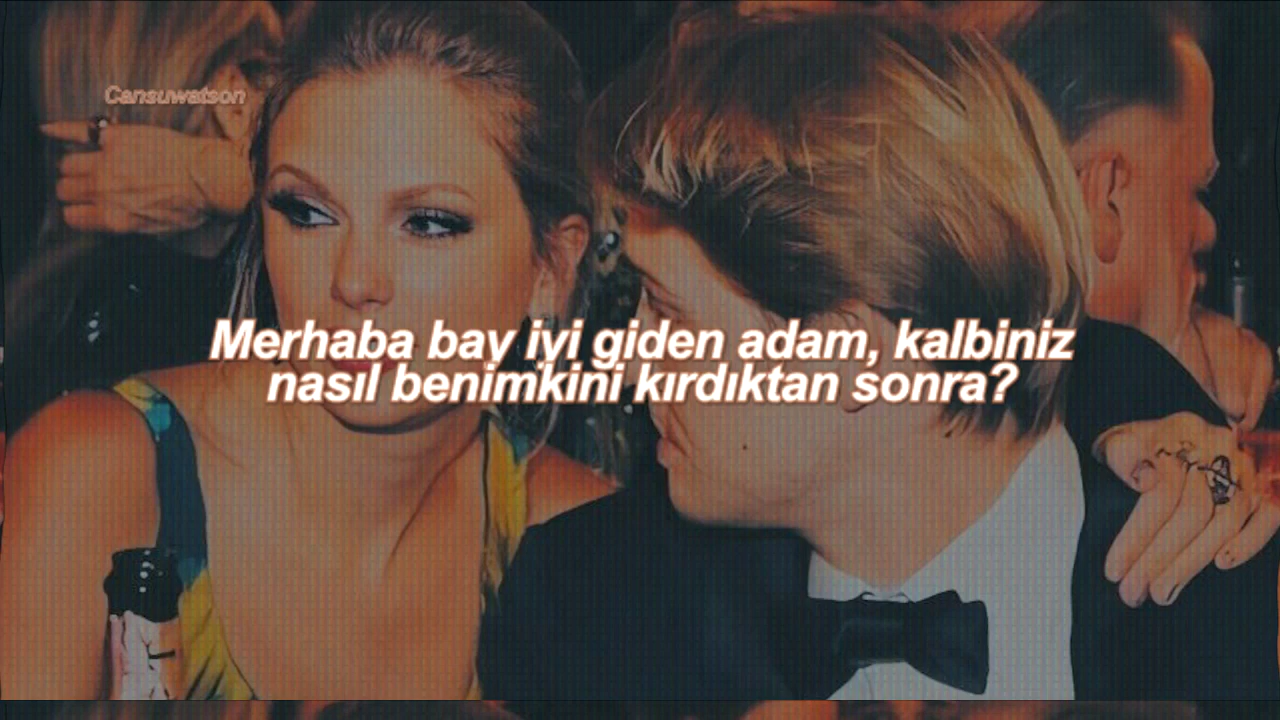 Cansuwatson
Merhaba bay iyi giden adam, kalbiniz
nasıl benimkini kırdıktan sonra?